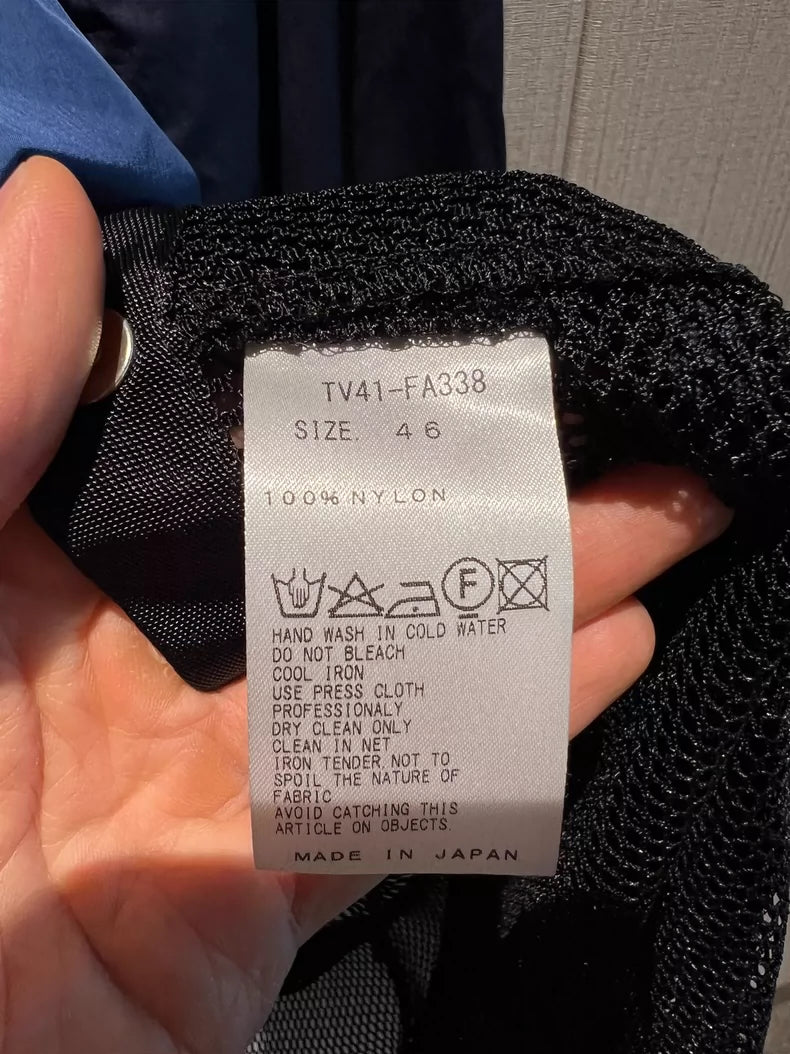 TV41-FA338
SIZE. 46
100% NYLON
F
HAND WASH IN COLD WATER
DO NOT BLEACH
COOL IRON
USE PRESS CLOTH
PROFESSIONALY
DRY CLEAN ONLY
CLEAN IN NET
IRON TENDER NOT TO
SPOIL THE NATURE OF
FABRIC
AVOID CATCHING THIS
ARTICLE ON OBJECTS.
MADE IN JAPAN